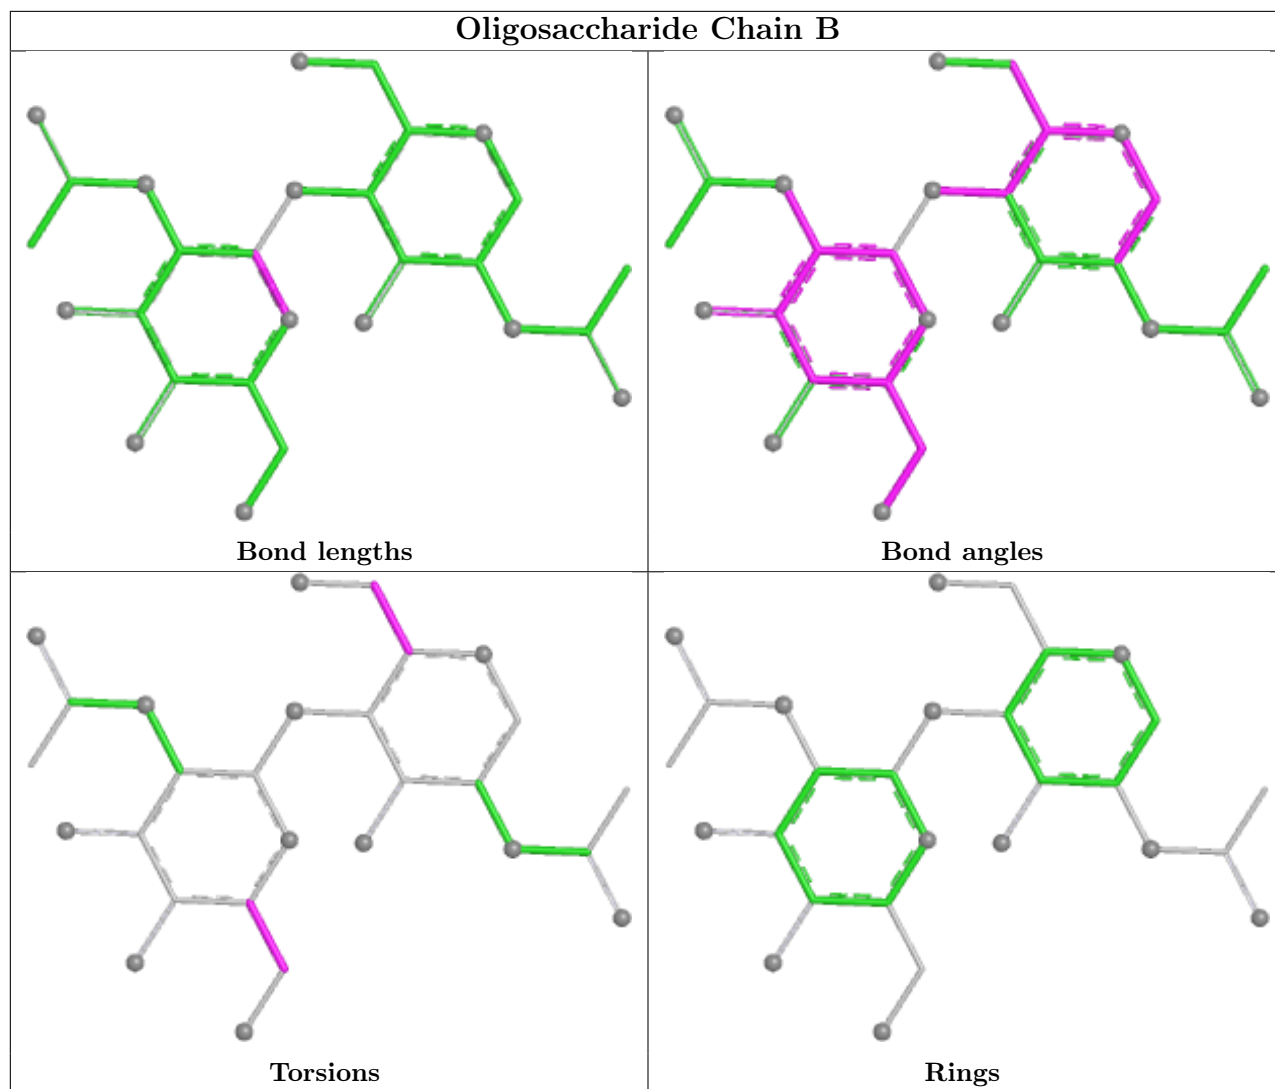 Oligosaccharide Chain B
Bond lengths
Bond angles
Torsions
Rings